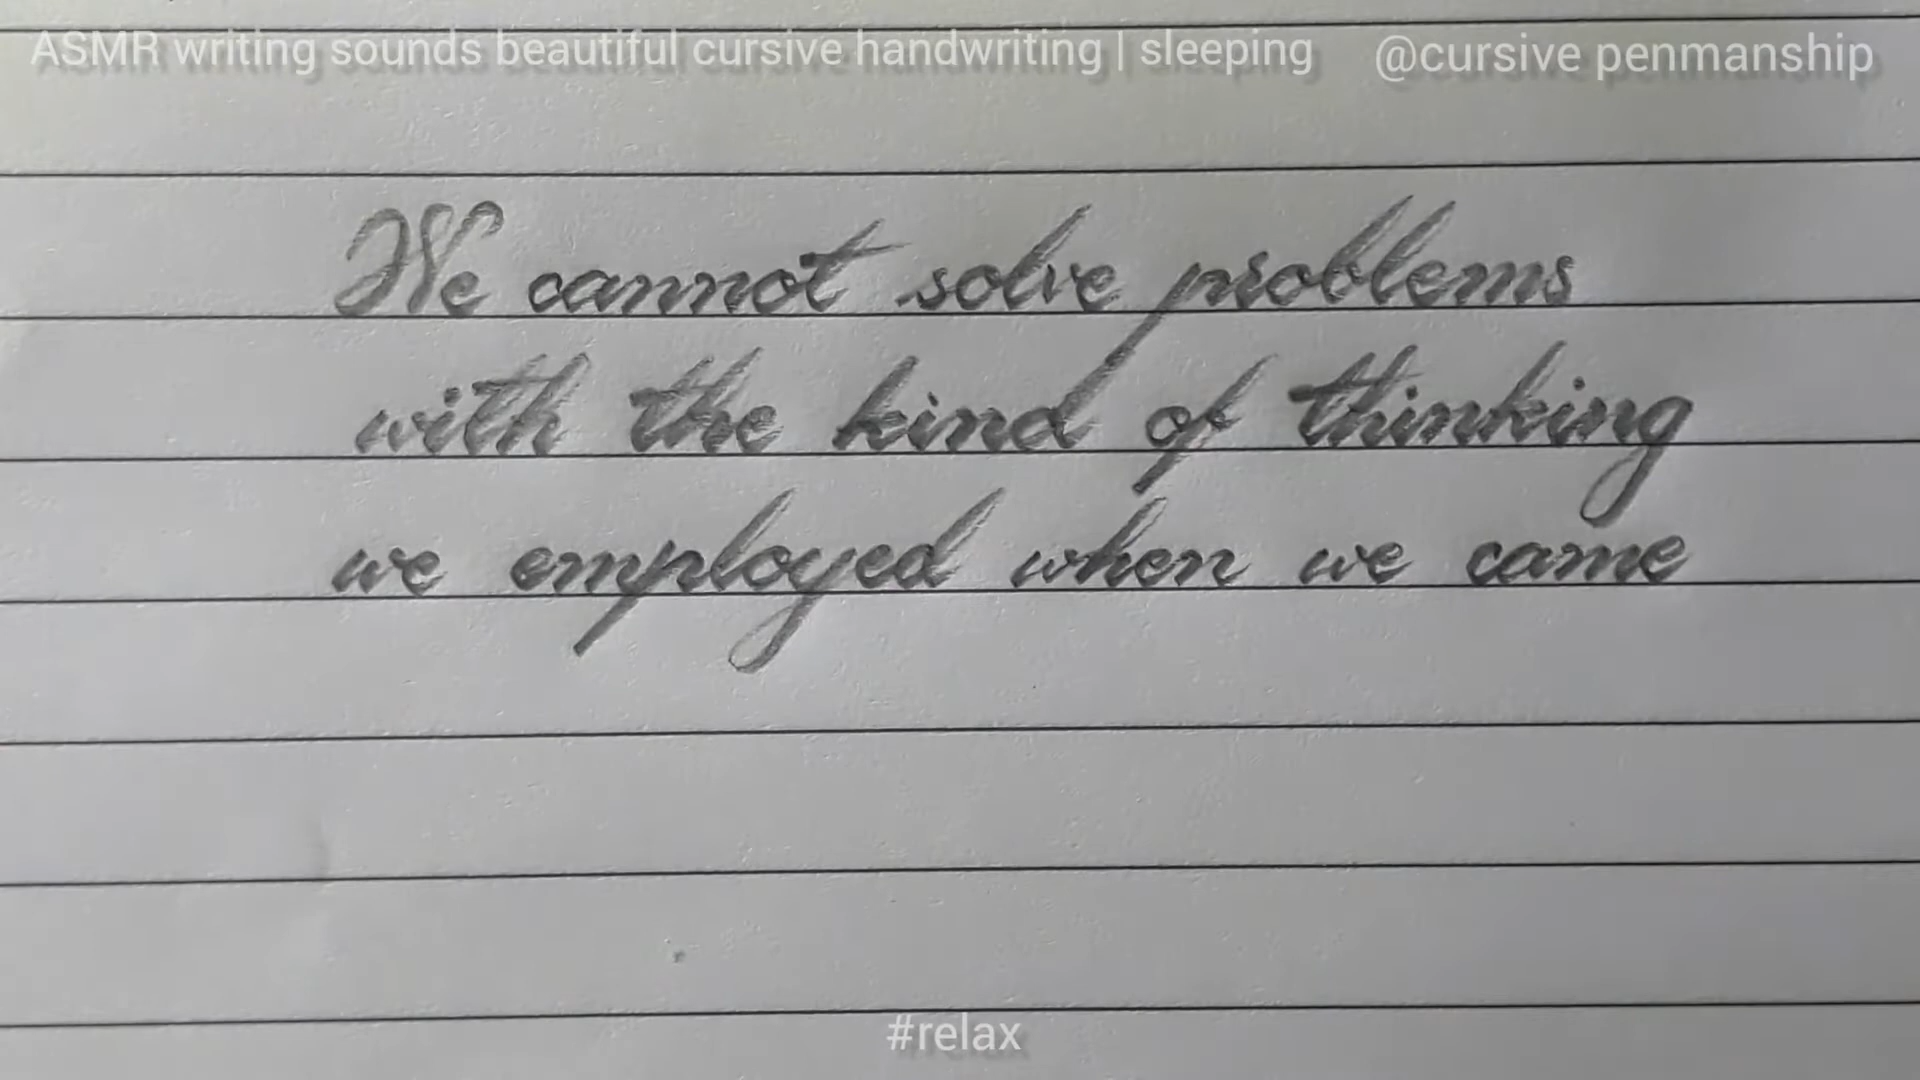 ASMR writing sounds beautiful cursive handwriting | sleeping @cursive penmanship
We cannot solve problems
with the kind of thinking
we employed when we came
#relax